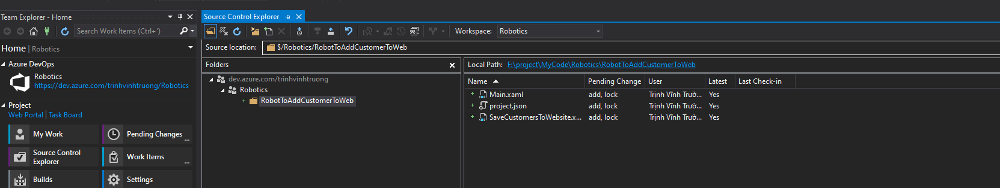 Team Explorer - Home
Search Work Items (Ctrl+')
Home | Robotics
Azure DevOps
Robotics
https://dev.azure.com/trinhvinhtruong/Robotics
Project
Web Portal | Task Board
My Work
Pending Changes
...
Source Control
Explorer
Work Items
...
Builds
Settings
Source Control Explorer
Workspace: Robotics
Source location: $/Robotics/RobotToAddCustomerToWeb
Folders
dev.azure.com/trinhvinhtruong
Robotics
RobotToAddCustomerToWeb
Local Path: F:\project\MyCode\Robotics\RobotToAddCustomerToWeb
Name Pending Change User Latest Last Check-in
Main.xaml add, lock Trịnh Vĩnh Trườ... Yes
project.json add, lock Trịnh Vĩnh Trườ... Yes
SaveCustomersToWebsite.x... add, lock Trịnh Vĩnh Trườ... Yes